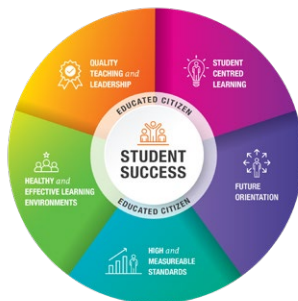 QUALITY
TEACHING and
LEADERSHIP
STUDENT
CENTRED
LEARNING
EDUCATED CITIZEN
STUDENT
SUCCESS
EDUCATED CITIZEN
HEALTHY and
EFFECTIVE LEARNING
ENVIRONMENTS
FUTURE
ORIENTATION
HIGH and
MEASUREABLE
STANDARDS